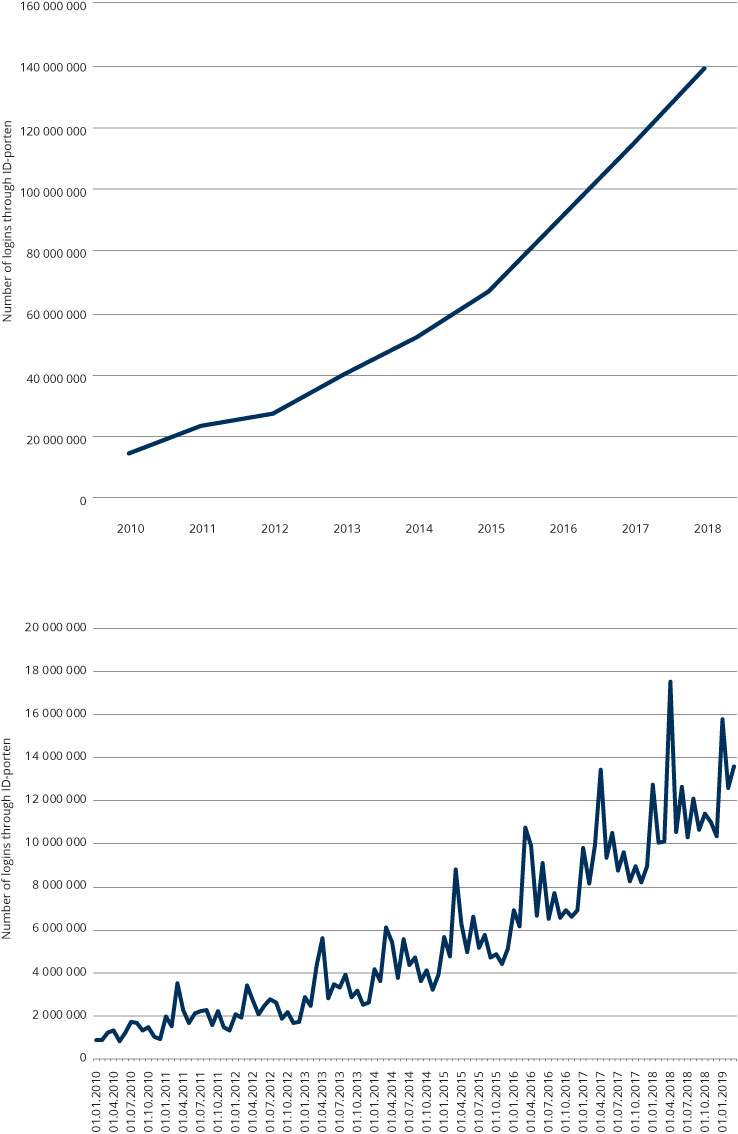 160 000 000
140 000 000
120 000 000
100 000 000
80 000 000
60 000 000
40 000 000
20 000 000
0
Number of logins through ID-porten
2010 2011 2012 2013 2014 2015 2016 2017 2018
20 000 000
18 000 000
16 000 000
14 000 000
12 000 000
10 000 000
8 000 000
6 000 000
4 000 000
2 000 000
0
Number of logins through ID-porten
01.01.2010
01.04.2010
01.07.2010
01.10.2010
01.01.2011
01.04.2011
01.07.2011
01.10.2011
01.01.2012
01.04.2012
01.07.2012
01.10.2012
01.01.2013
01.04.2013
01.07.2013
01.10.2013
01.01.2014
01.04.2014
01.07.2014
01.10.2014
01.01.2015
01.04.2015
01.07.2015
01.10.2015
01.01.2016
01.04.2016
01.07.2016
01.10.2016
01.01.2017
01.04.2017
01.07.2017
01.10.2017
01.01.2018
01.04.2018
01.07.2018
01.10.2018
01.01.2019